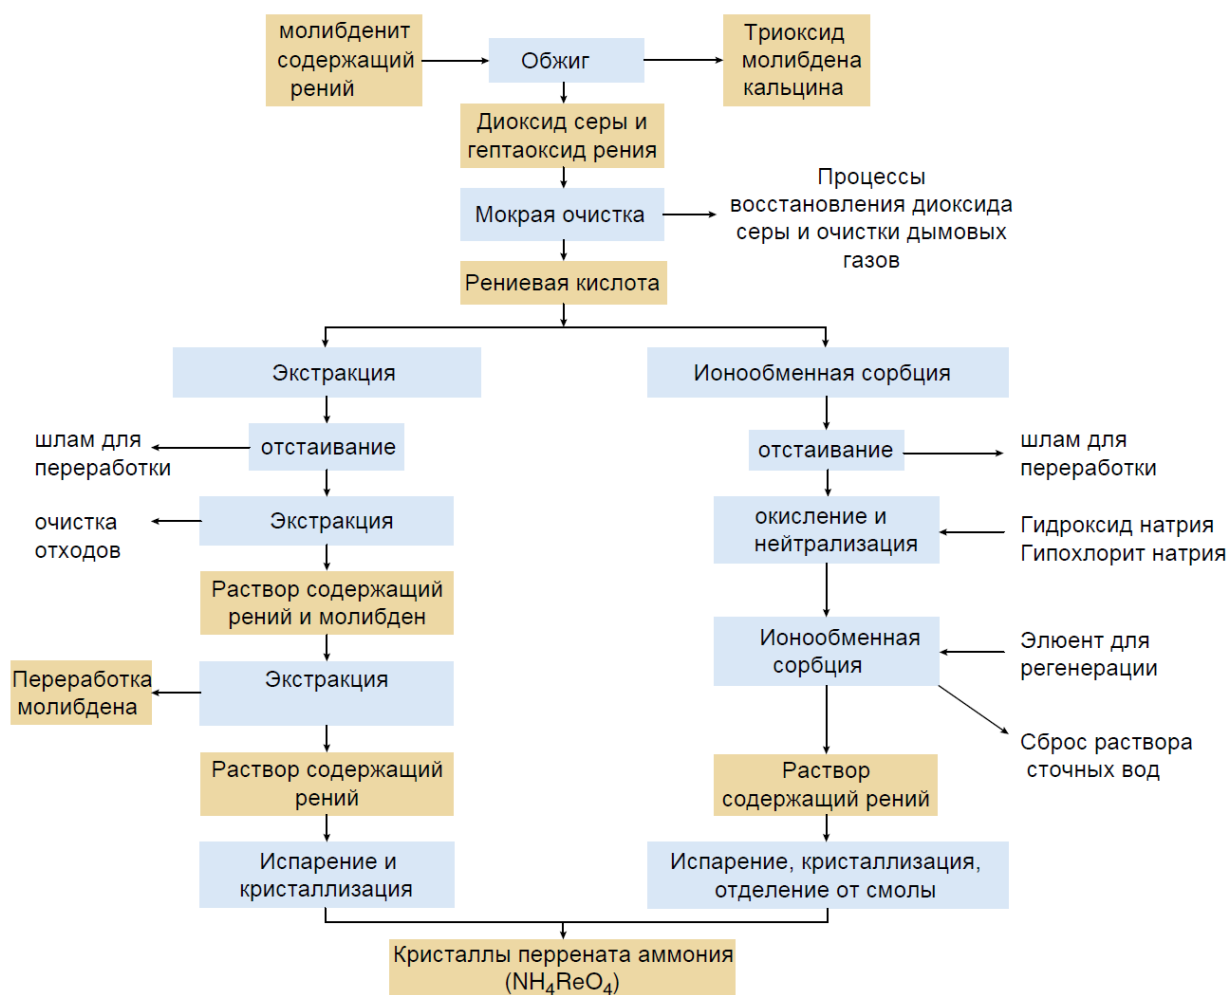 молибденит
содержащий
рений
Обжиг
Триоксид
молибдена
кальцина
Диоксид серы и
гептаоксид рения
Мокрая очистка
Процессы
восстановления диоксида
серы и очистки дымовых
газов
Рениевая кислота
Экстракция
Ионообменная сорбция
шлам для
переработки
отстаивание
отстаивание
шлам для
переработки
очистка
отходов
Экстракция
окисление и
нейтрализация
Гидроксид натрия
Гипохлорит натрия
Раствор содержащий
рений и молибден
Ионообменная
сорбция
Элюент для
регенерации
Переработка
молибдена
Экстракция
Сброс раствора
сточных вод
Раствор содержащий
рений
Раствор
содержащий рений
Испарение и
кристаллизация
Испарение, кристаллизация,
отделение от смолы
Кристаллы перрената аммония
(NH₄ReO₄)